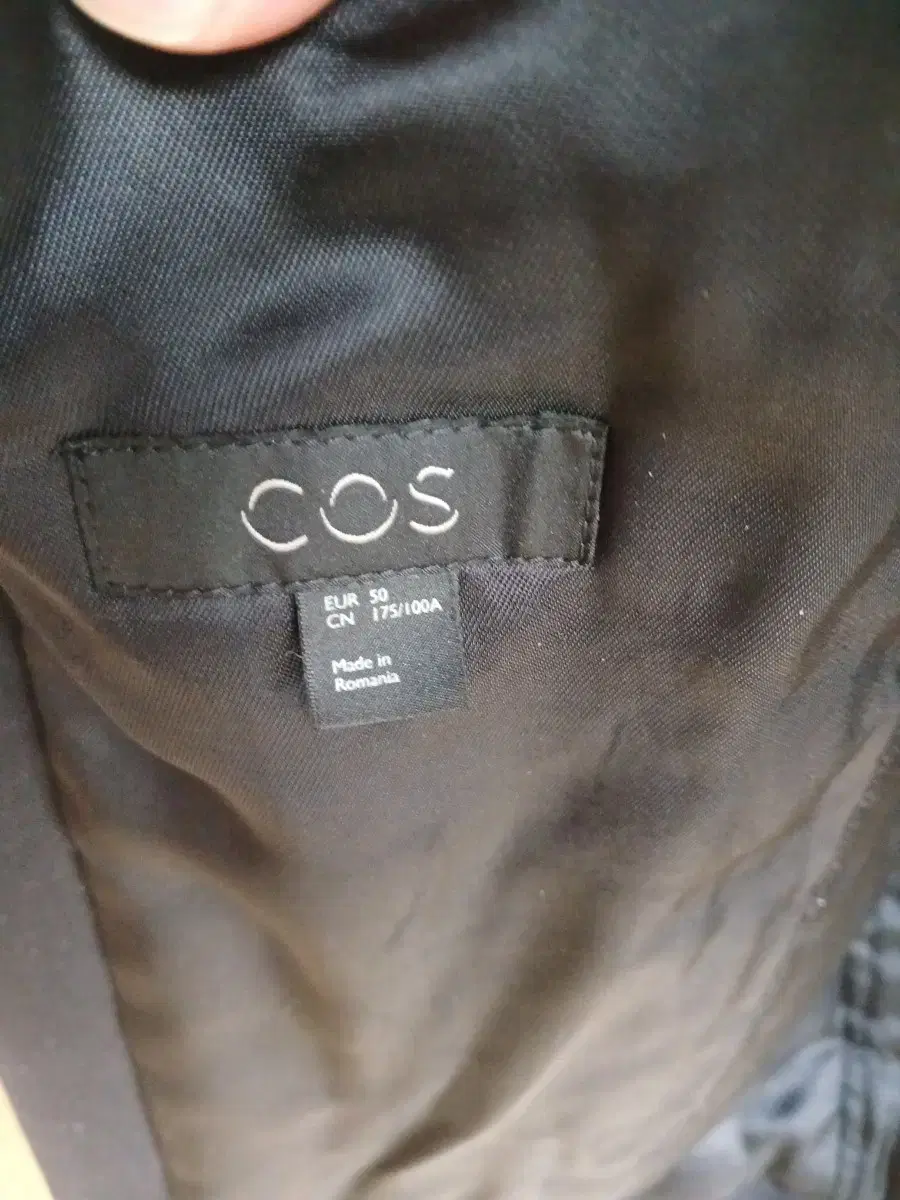 COS
EUR 50
CN 175/100A
Made in
Romania